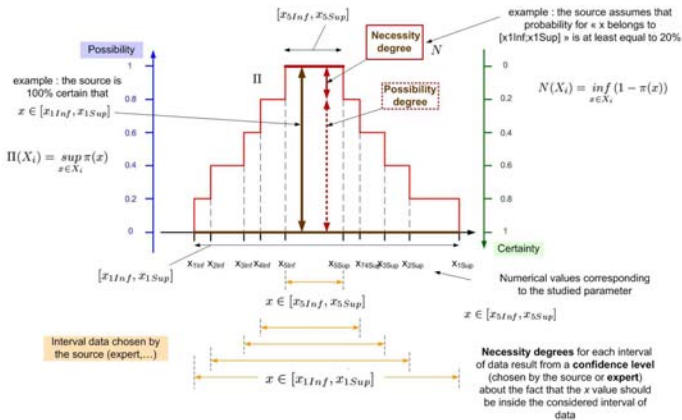 [x5Inf, x5Sup]
example : the source assumes that
probability for « x belongs to
[x1Inf;x1Sup] » is at least equal to 20%
Possibility
Necessity
degree
N
example : the source is
100% certain that
x ∈ [x1Inf, x1Sup]
Π
Possibility
degree
N(Xi) = inf (1 − π(x))
x∈Xi
Π(Xi) = sup π(x)
x∈Xi
1
0.8
0.6
0.4
0.2
0
0
0.2
0.4
0.6
0.8
1
Certainty
[x1Inf, x1Sup]
x1Inf x2Inf x3Inf x4Inf x5Inf x5Sup x74Sup x3Sup x2Sup x1Sup
Numerical values corresponding
to the studied parameter
x ∈ [x5Inf, x5Sup]
x ∈ [x5Inf, x5Sup]
Interval data chosen by
the source (expert,...)
x ∈ [x1Inf, x1Sup]
Necessity degrees for each interval
of data result from a confidence level
(chosen by the source or expert)
about the fact that the x value should
be inside the considered interval of
data